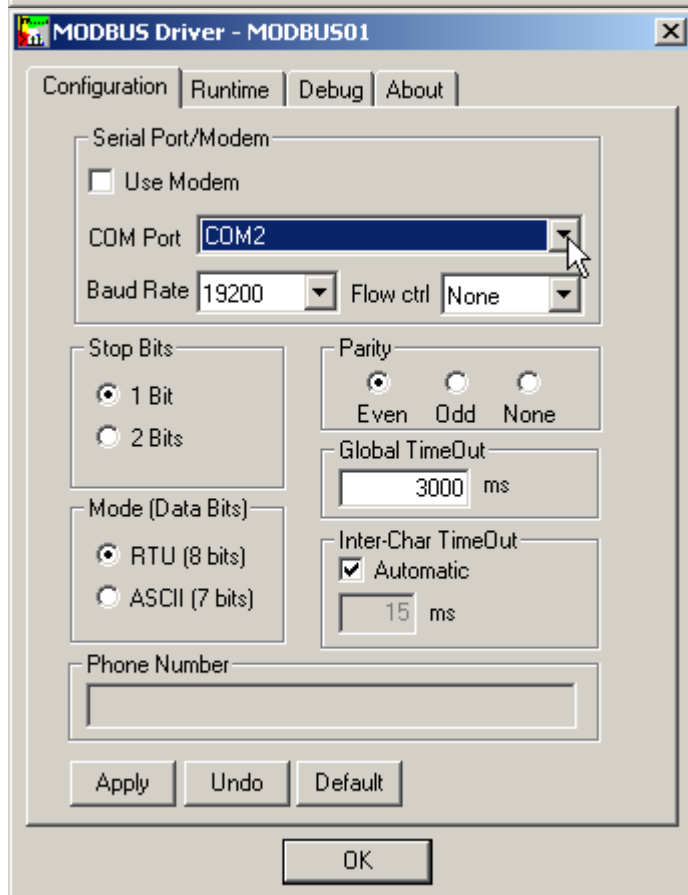 MODBUS Driver - MODBUS01
Configuration Runtime Debug About
Serial Port/Modem
Use Modem
COM Port COM2
Baud Rate 19200 Flow ctrl None
Stop Bits
1 Bit
2 Bits
Parity
Even Odd None
Global TimeOut
3000 ms
Mode (Data Bits)
RTU (8 bits)
ASCII (7 bits)
Inter-Char TimeOut
Automatic
15 ms
Phone Number
Apply Undo Default
OK